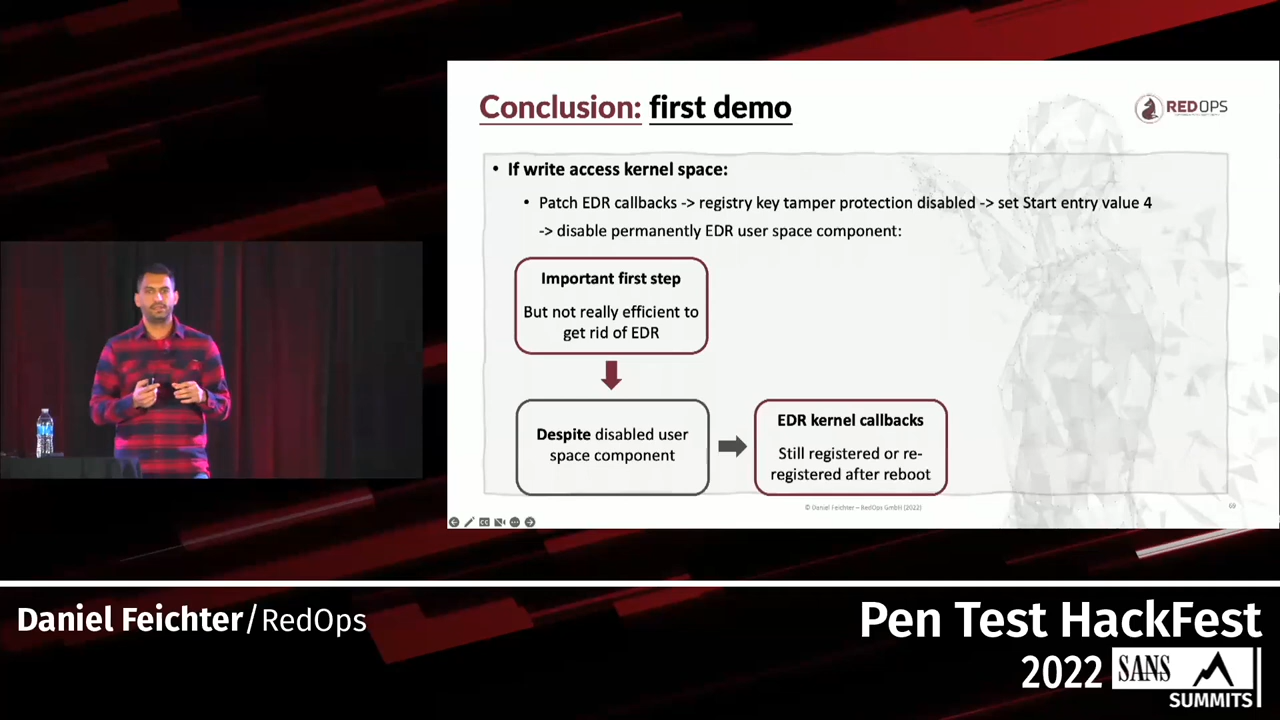 Conclusion: first demo
REDOPS
• If write access kernel space:
• Patch EDR callbacks -> registry key tamper protection disabled -> set Start entry value 4
-> disable permanently EDR user space component:
Important first step
But not really efficient to
get rid of EDR
Despite disabled user
space component
EDR kernel callbacks
Still registered or re-
registered after reboot
© Daniel Feichter – RedOps GmbH (2022)
69
Daniel Feichter/RedOps
Pen Test HackFest
2022 SANS
SUMMITS